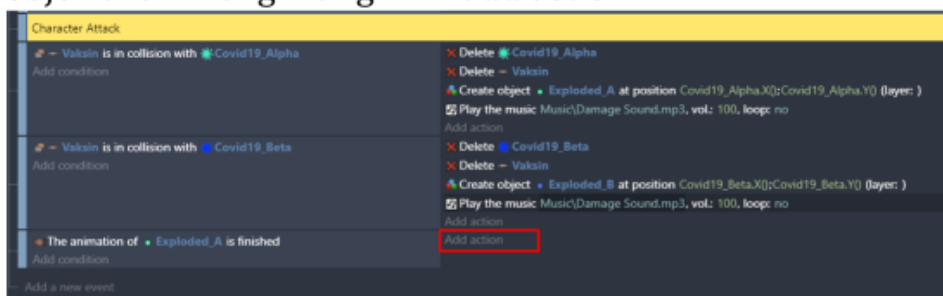 Character Attack
Vaksin is in collision with Covid19_Alpha
Add condition
Delete Covid19_Alpha
Delete Vaksin
Create object Exploded_A at position Covid19_Alpha.X();Covid19_Alpha.Y() (layer: )
Play the music Music\Damage Sound.mp3, vol.: 100, loop: no
Add action
Vaksin is in collision with Covid19_Beta
Add condition
Delete Covid19_Beta
Delete Vaksin
Create object Exploded_B at position Covid19_Beta.X();Covid19_Beta.Y() (layer: )
Play the music Music\Damage Sound.mp3, vol.: 100, loop: no
Add action
The animation of Exploded_A is finished
Add condition
Add action
Add a new event